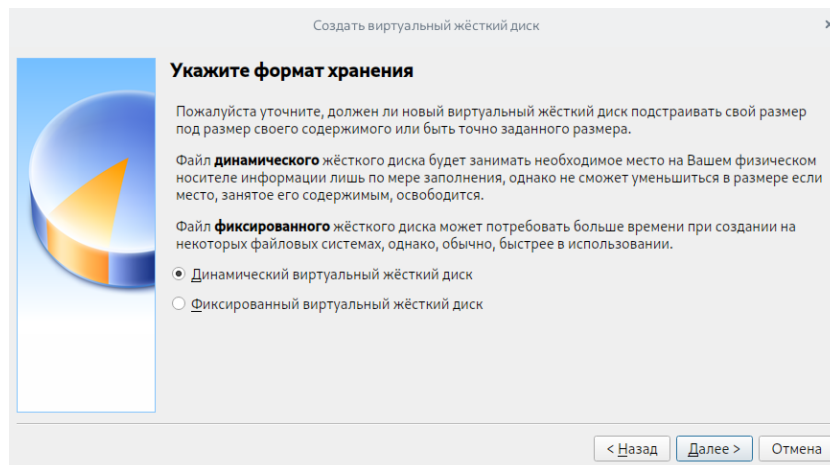 Создать виртуальный жёсткий диск
Укажите формат хранения
Пожалуйста уточните, должен ли новый виртуальный жёсткий диск подстраивать свой размер
под размер своего содержимого или быть точно заданного размера.
Файл динамического жёсткого диска будет занимать необходимое место на Вашем физическом
носителе информации лишь по мере заполнения, однако не сможет уменьшиться в размере если
место, занятое его содержимым, освободится.
Файл фиксированного жёсткого диска может потребовать больше времени при создании на
некоторых файловых системах, однако, обычно, быстрее в использовании.
Динамический виртуальный жёсткий диск
Фиксированный виртуальный жёсткий диск
< Назад Далее > Отмена